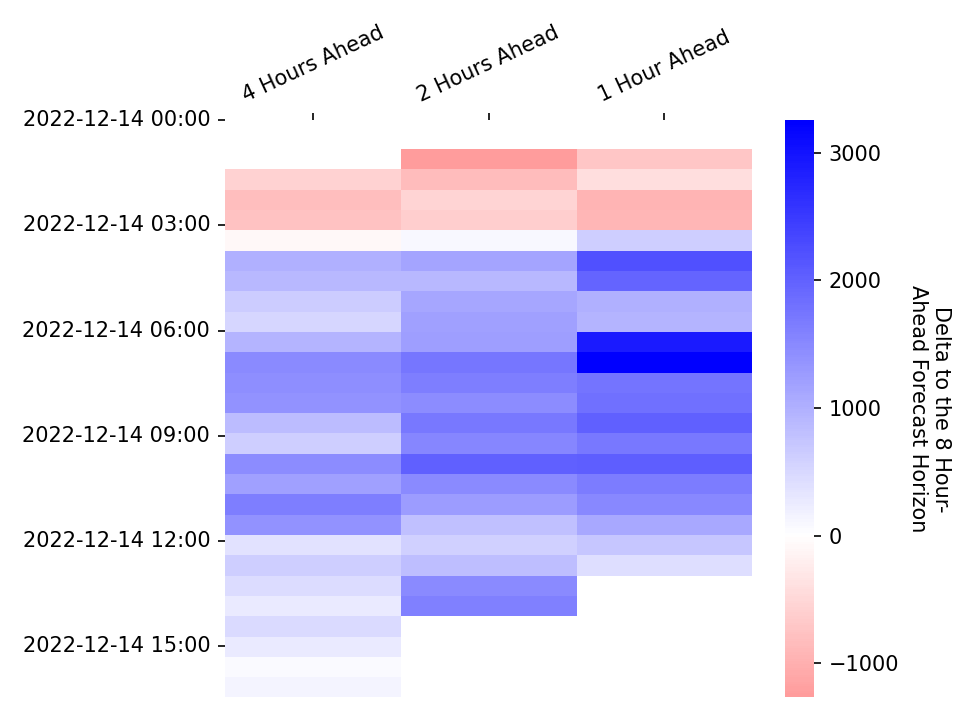 4 Hours Ahead
2 Hours Ahead
1 Hour Ahead
2022-12-14 00:00
2022-12-14 03:00
2022-12-14 06:00
2022-12-14 09:00
2022-12-14 12:00
2022-12-14 15:00
3000
2000
1000
0
−1000
Delta to the 8 Hour-
Ahead Forecast Horizon